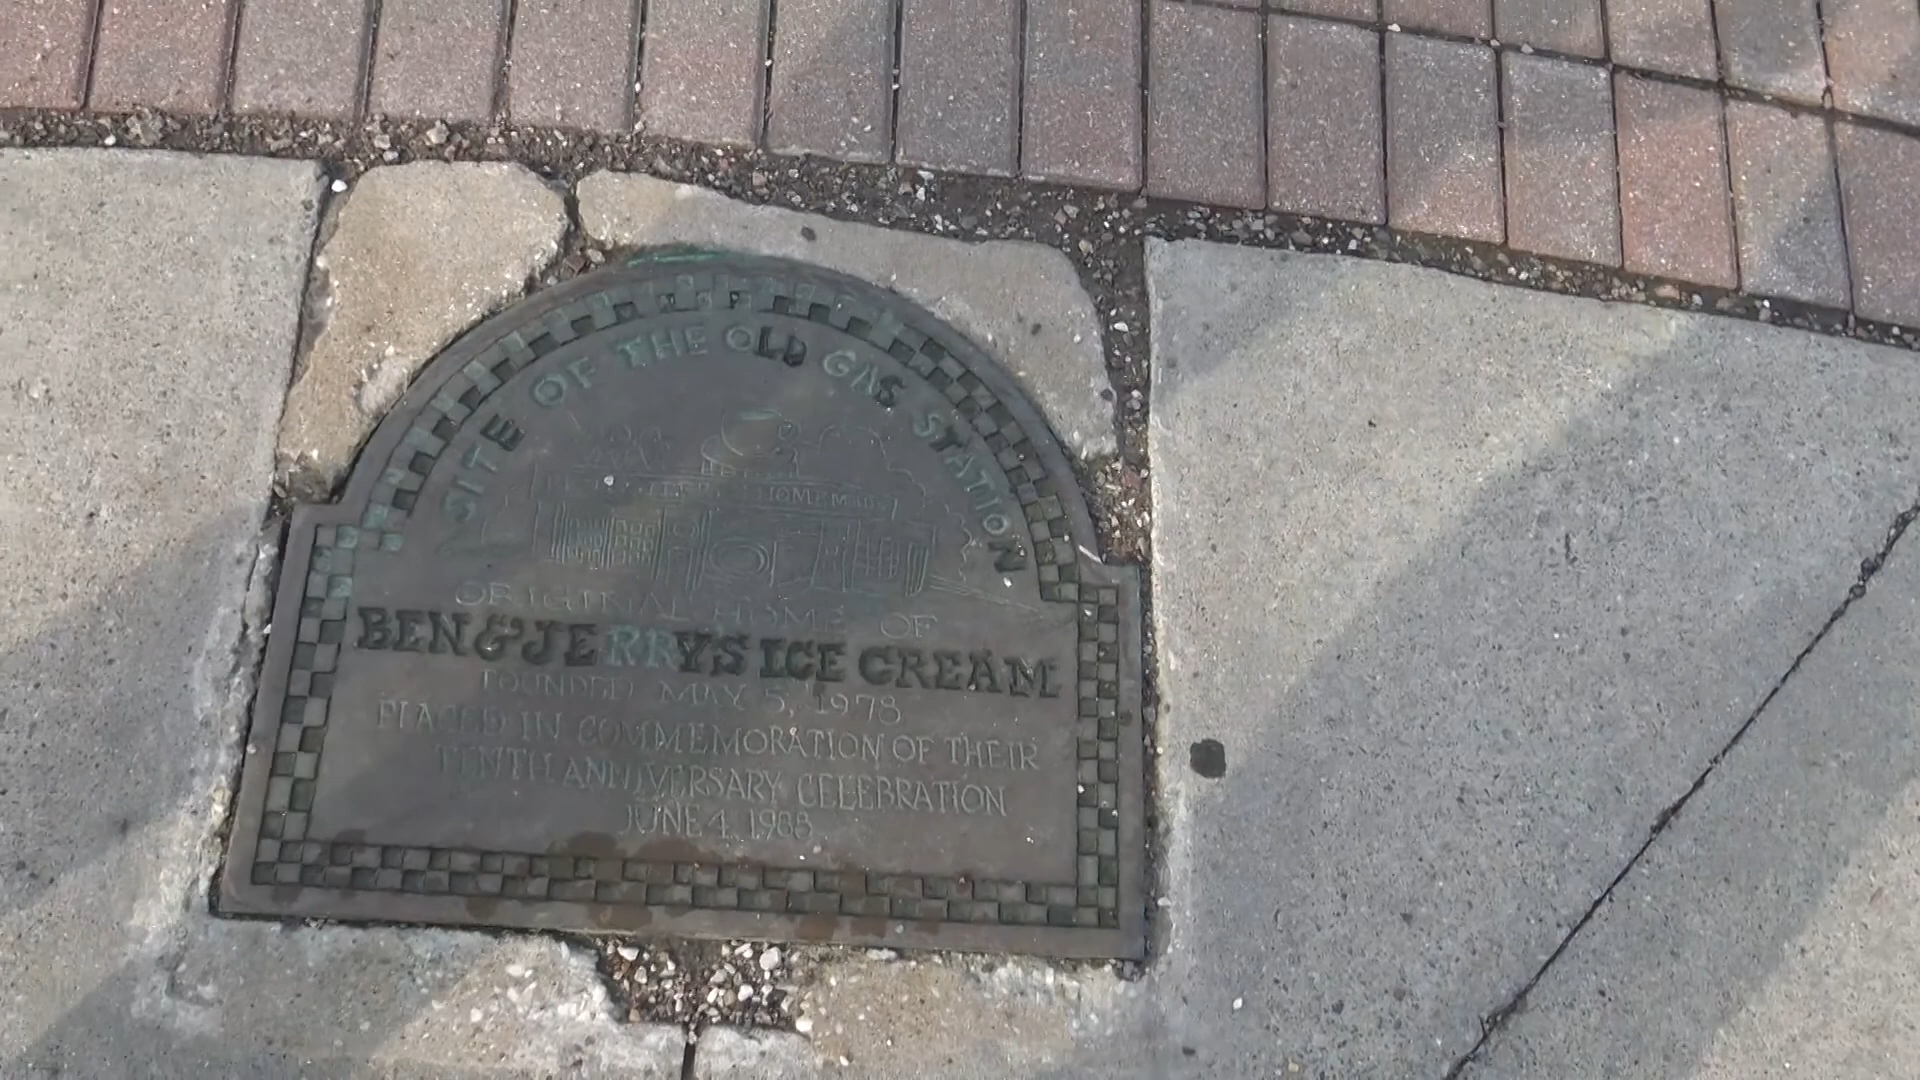 SITE OF THE OLD GAS STATION
HOMEMADE
ORIGINAL HOME OF
BEN & JERRYS ICE CREAM
FOUNDED MAY 5, 1978
PLACED IN COMMEMORATION OF THEIR
TENTH ANNIVERSARY CELEBRATION
JUNE 4, 1988